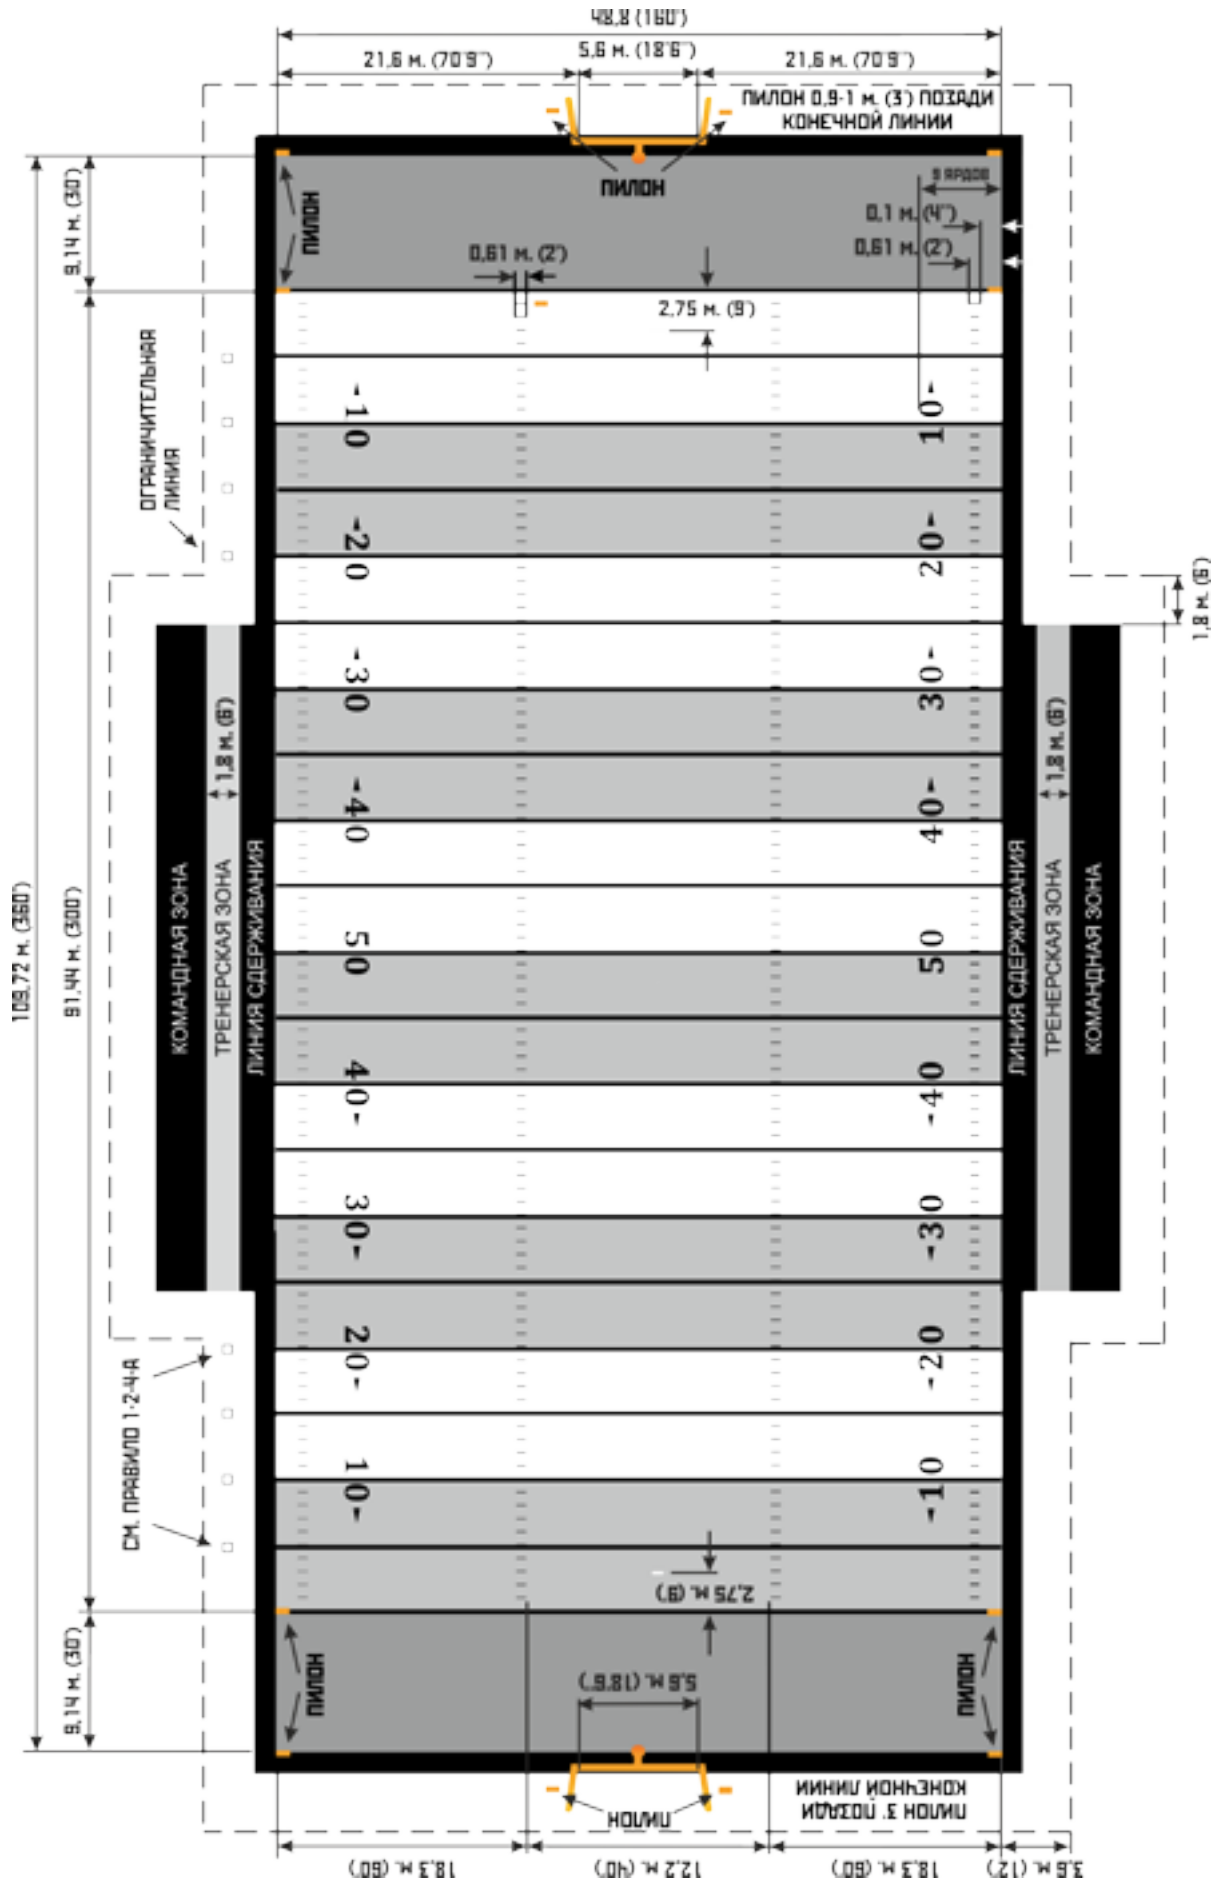 48,8 (160')
5,6 м. (18'6'')
21,6 м. (70'9'')
21,6 м. (70'9'')
ПИЛОН 0,9-1 м. (3') ПОЗАДИ
КОНЕЧНОЙ ЛИНИИ
ПИЛОН
ПИЛОН
9 ЯРДОВ
0,1 м. (4'')
0,61 м. (2')
0,61 м. (2')
2,75 м. (9')
9,14 м. (30')
ОГРАНИЧИТЕЛЬНАЯ
ЛИНИЯ
10
10
20
20
1,8 м. (6')
30
30
1,8 м. (6')
1,8 м. (6')
40
40
109,72 м. (360')
91,44 м. (300')
КОМАНДНАЯ ЗОНА
ТРЕНЕРСКАЯ ЗОНА
ЛИНИЯ СДЕРЖИВАНИЯ
50
50
ЛИНИЯ СДЕРЖИВАНИЯ
ТРЕНЕРСКАЯ ЗОНА
КОМАНДНАЯ ЗОНА
40
40
30
30
20
20
СМ. ПРАВИЛО 1-2-4-А
10
10
2,75 м. (9')
9,14 м. (30')
ПИЛОН
5,6 м. (18'6'')
ПИЛОН
ПИЛОН
ПИЛОН 3' ПОЗАДИ
КОНЕЧНОЙ ЛИНИИ
18,3 м. (60')
12,2 м. (40')
18,3 м. (60')
3,6 м. (12')